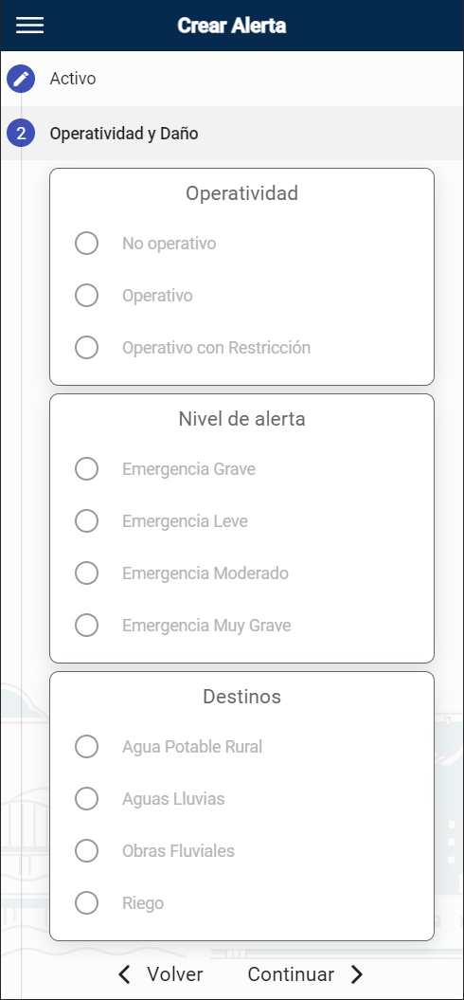 Crear Alerta
Activo
2
Operatividad y Daño
Operatividad
No operativo
Operativo
Operativo con Restricción
Nivel de alerta
Emergencia Grave
Emergencia Leve
Emergencia Moderado
Emergencia Muy Grave
Destinos
Agua Potable Rural
Aguas Lluvias
Obras Fluviales
Riego
Volver
Continuar